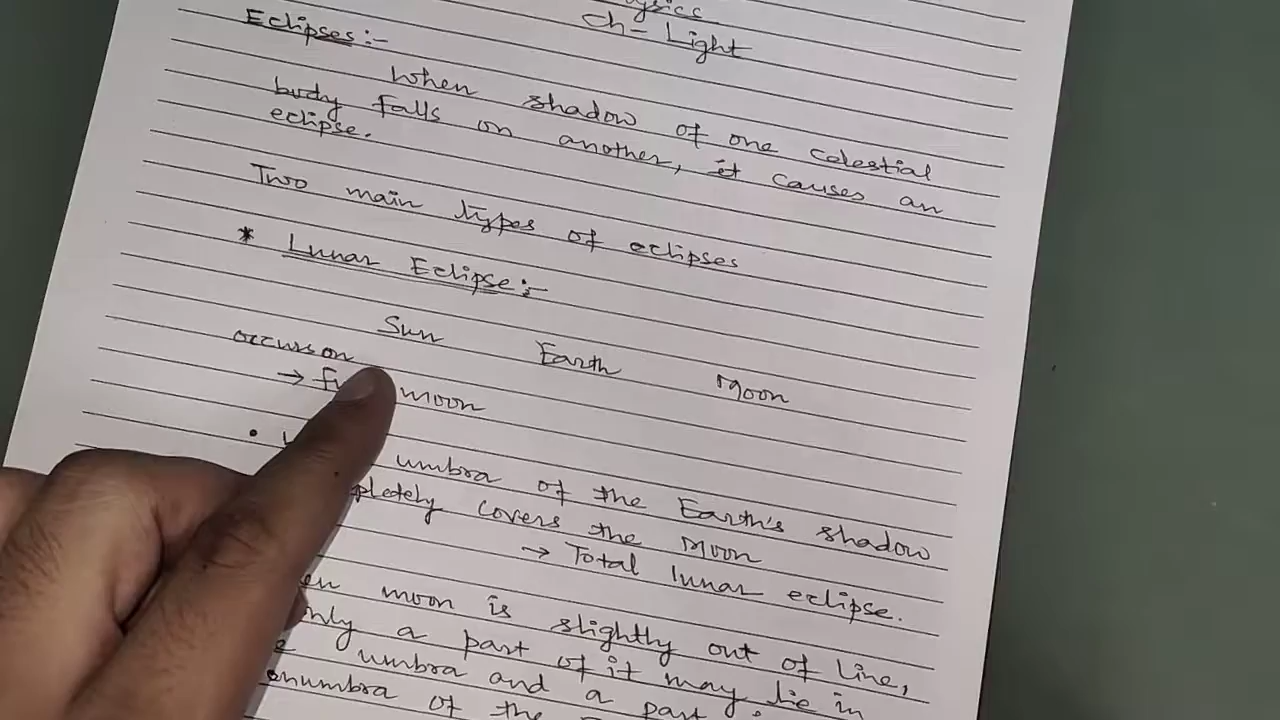 Ch- Light
Eclipses:-
When shadow of one celestial
body falls on another, it causes an
eclipse.
Two main types of eclipses
* Lunar Eclipse:-
Sun Earth Moon
occurs on
→ moon
• umbra of the Earth's shadow
covers the Moon
→ Total lunar eclipse.
moon is slightly out of line,
only a part of it may lie in
umbra and a part
of the